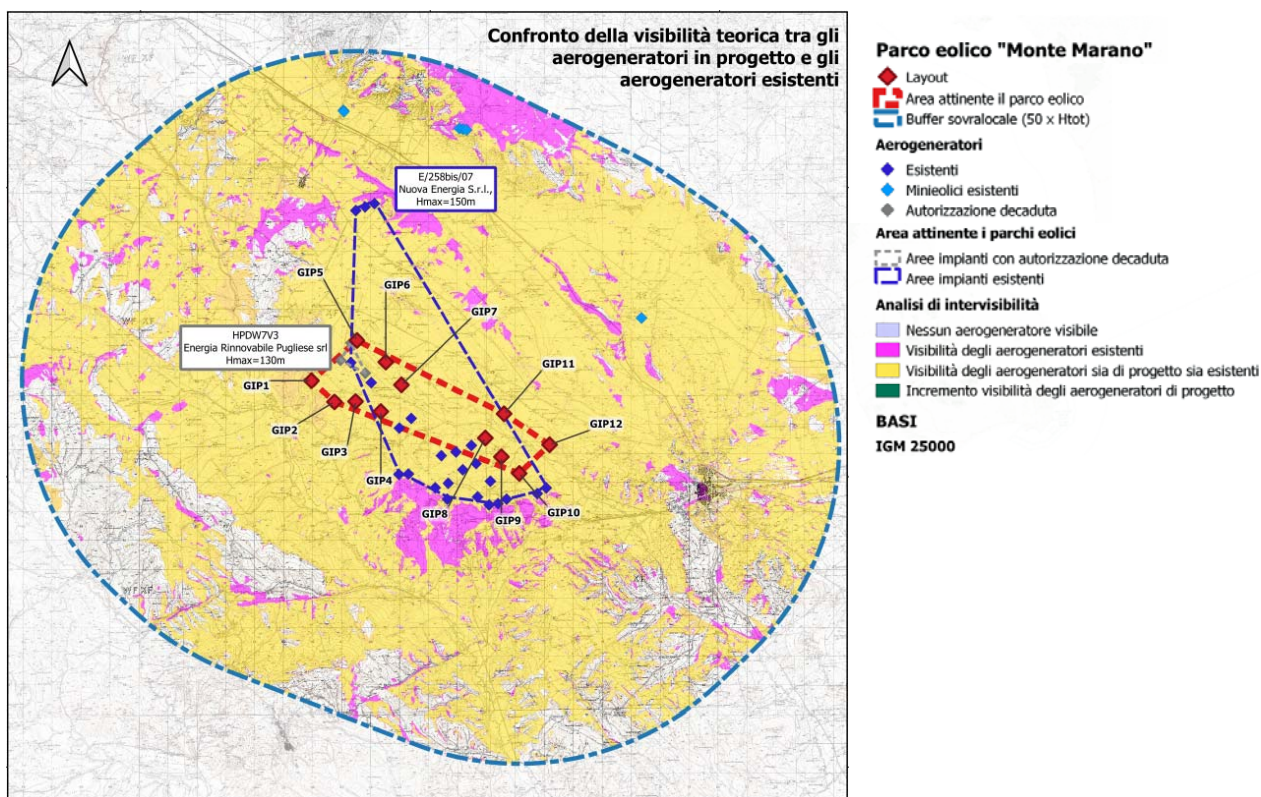 Confronto della visibilità teorica tra gli
aerogeneratori in progetto e gli
aerogeneratori esistenti
E/258bis/07
Nuova Energia S.r.l.,
Hmax=150m
GIP5
GIP6
GIP7
HPDW7V3
Energia Rinnovabile Pugliese srl
Hmax=130m
GIP1
GIP11
GIP2
GIP12
GIP3
GIP4
GIP8
GIP9
GIP10
Parco eolico "Monte Marano"
Layout
Area attinente il parco eolico
Buffer sovralocale (50 x Htot)
Aerogeneratori
Esistenti
Minieolici esistenti
Autorizzazione decaduta
Area attinente i parchi eolici
Aree impianti con autorizzazione decaduta
Aree impianti esistenti
Analisi di intervisibilità
Nessun aerogeneratore visibile
Visibilità degli aerogeneratori esistenti
Visibilità degli aerogeneratori sia di progetto sia esistenti
Incremento visibilità degli aerogeneratori di progetto
BASI
IGM 25000